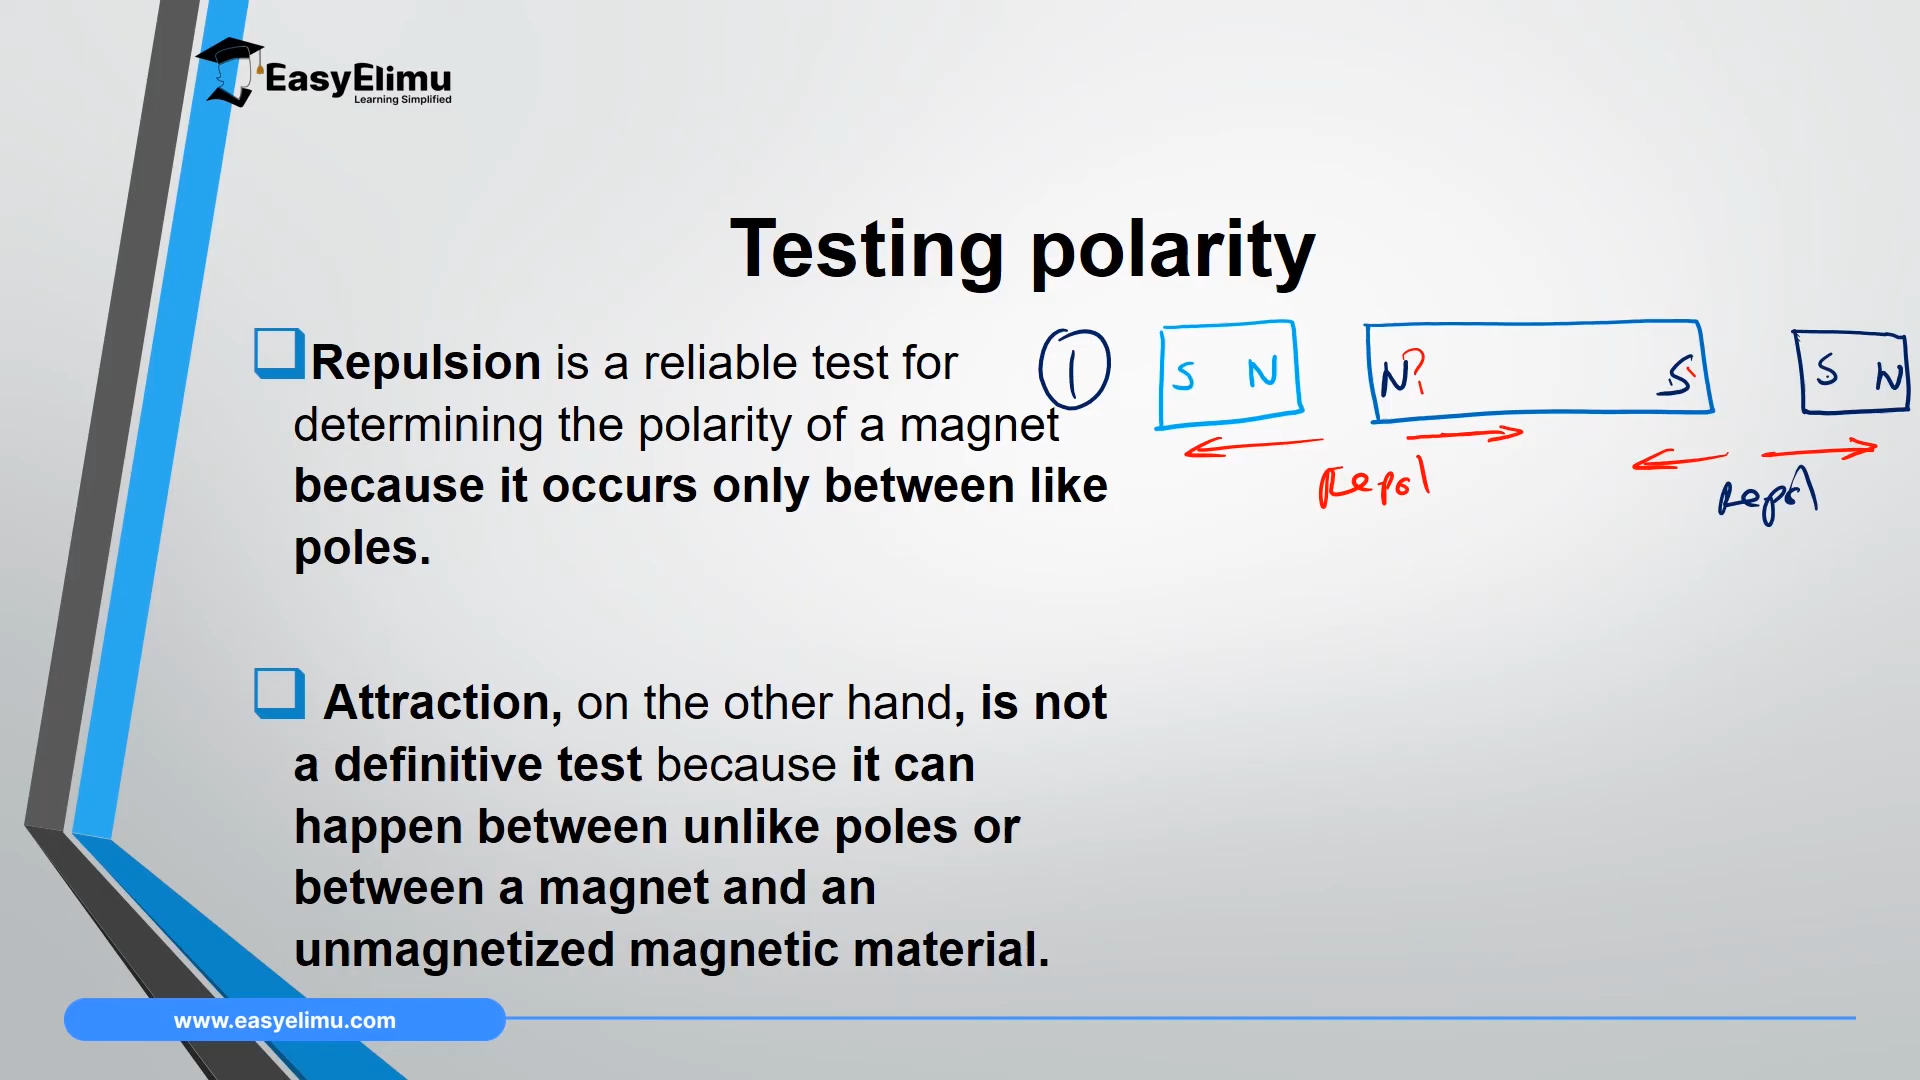 EasyElimu
Learning Simplified
Testing polarity
Repulsion is a reliable test for
determining the polarity of a magnet
because it occurs only between like
poles.
Attraction, on the other hand, is not
a definitive test because it can
happen between unlike poles or
between a magnet and an
unmagnetized magnetic material.
1
S N
N? S
S N
Repsl
Repsl
www.easyelimu.com